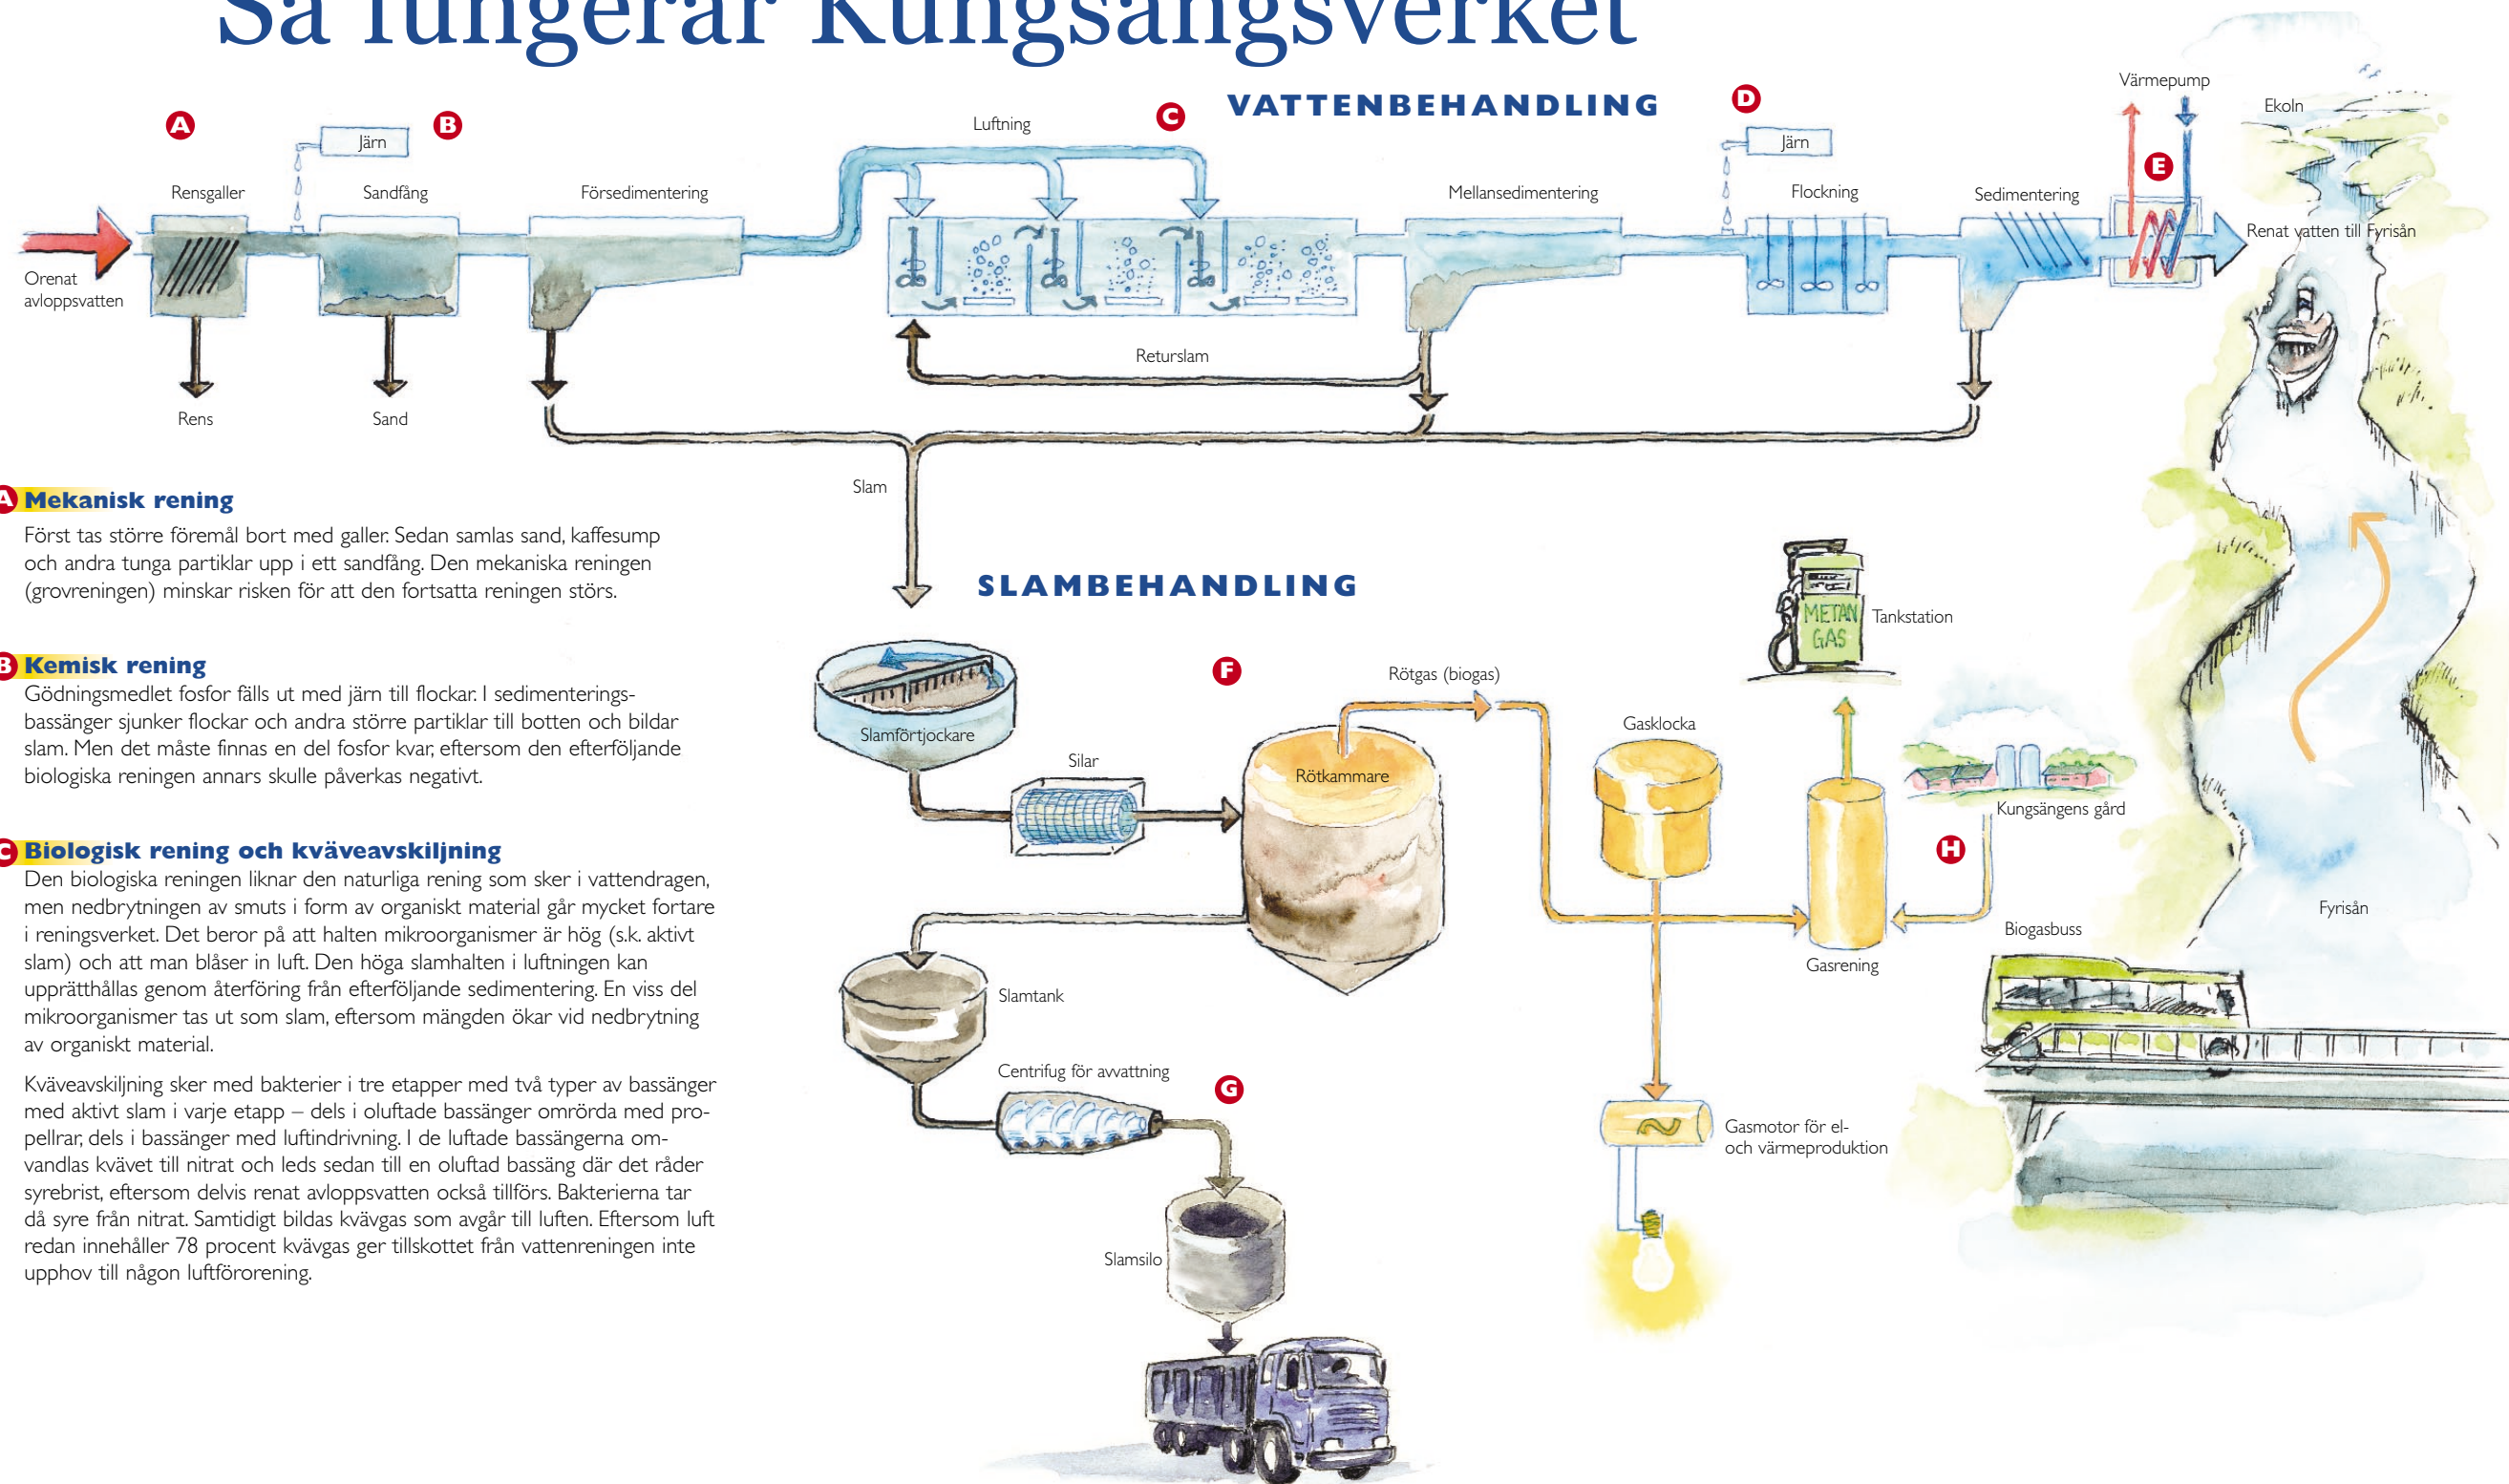 Så fungerar Kungsängsverket
VATTENBEHANDLING
A
B
C
D
E
Järn
Luftning
Järn
Värmepump
Ekoln
Rensgaller
Sandfång
Försedimentering
Mellansedimentering
Flockning
Sedimentering
Orenat
avloppsvatten
Renat vatten till Fyrisån
Returslam
Rens
Sand
Slam
A Mekanisk rening
Först tas större föremål bort med galler. Sedan samlas sand, kaffesump
och andra tunga partiklar upp i ett sandfång. Den mekaniska reningen
(grovreningen) minskar risken för att den fortsatta reningen störs.
B Kemisk rening
Gödningsmedlet fosfor fälls ut med järn till flockar. I sedimenterings-
bassänger sjunker flockar och andra större partiklar till botten och bildar
slam. Men det måste finnas en del fosfor kvar, eftersom den efterföljande
biologiska reningen annars skulle påverkas negativt.
C Biologisk rening och kväveavskiljning
Den biologiska reningen liknar den naturliga rening som sker i vattendragen,
men nedbrytningen av smuts i form av organiskt material går mycket fortare
i reningsverket. Det beror på att halten mikroorganismer är hög (s.k. aktivt
slam) och att man blåser in luft. Den höga slamhalten i luftningen kan
upprätthållas genom återföring från efterföljande sedimentering. En viss del
mikroorganismer tas ut som slam, eftersom mängden ökar vid nedbrytning
av organiskt material.
Kväveavskiljning sker med bakterier i tre etapper med två typer av bassänger
med aktivt slam i varje etapp – dels i oluftade bassänger omrörda med pro-
pellrar, dels i bassänger med luftindrivning. I de luftade bassängerna om-
vandlas kvävet till nitrat och leds sedan till en oluftad bassäng där det råder
syrebrist, eftersom delvis renat avloppsvatten också tillförs. Bakterierna tar
då syre från nitrat. Samtidigt bildas kvävgas som avgår till luften. Eftersom luft
redan innehåller 78 procent kvävgas ger tillskottet från vattenreningen inte
upphov till någon luftförorening.
SLAMBEHANDLING
Slamförtjockare
Silar
F
Rötkammare
Rötgas (biogas)
Gasklocka
METAN
GAS
Tankstation
Kungsängens gård
H
Gasrening
Biogasbuss
Fyrisån
Slamtank
Centrifug för avvattning
G
Gasmotor för el-
och värmeproduktion
Slamsilo